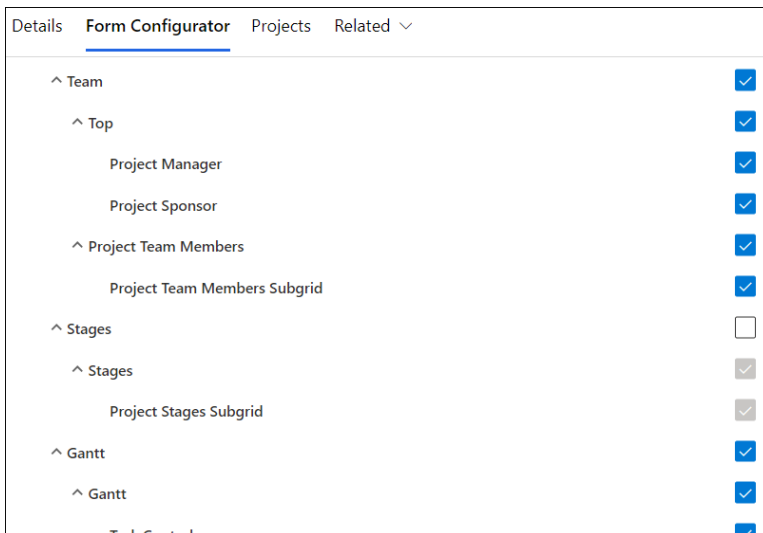 Details Form Configurator Projects Related
Team
Top
Project Manager
Project Sponsor
Project Team Members
Project Team Members Subgrid
Stages
Stages
Project Stages Subgrid
Gantt
Gantt